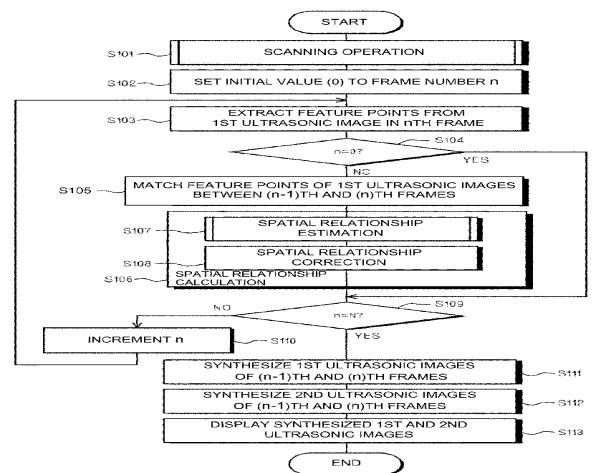 START
S101
SCANNING OPERATION
S102
SET INITIAL VALUE (0) TO FRAME NUMBER n
S103
EXTRACT FEATURE POINTS FROM
1ST ULTRASONIC IMAGE IN nTH FRAME
S104
n=0?
YES
NO
S105
MATCH FEATURE POINTS OF 1ST ULTRASONIC IMAGES
BETWEEN (n-1)TH AND (n)TH FRAMES
S107
SPATIAL RELATIONSHIP
ESTIMATION
S108
SPATIAL RELATIONSHIP
CORRECTION
S106
SPATIAL RELATIONSHIP
CALCULATION
S109
NO
n=N?
YES
INCREMENT n
S110
SYNTHESIZE 1ST ULTRASONIC IMAGES
OF (n-1)TH AND (n)TH FRAMES
S111
SYNTHESIZE 2ND ULTRASONIC IMAGES
OF (n-1)TH AND (n)TH FRAMES
S112
DISPLAY SYNTHESIZED 1ST AND 2ND
ULTRASONIC IMAGES
S113
END